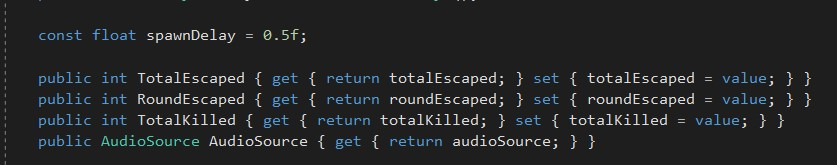 const float spawnDelay = 0.5f;
public int TotalEscaped { get { return totalEscaped; } set { totalEscaped = value; } }
public int RoundEscaped { get { return roundEscaped; } set { roundEscaped = value; } }
public int TotalKilled { get { return totalKilled; } set { totalKilled = value; } }
public AudioSource AudioSource { get { return audioSource; } }